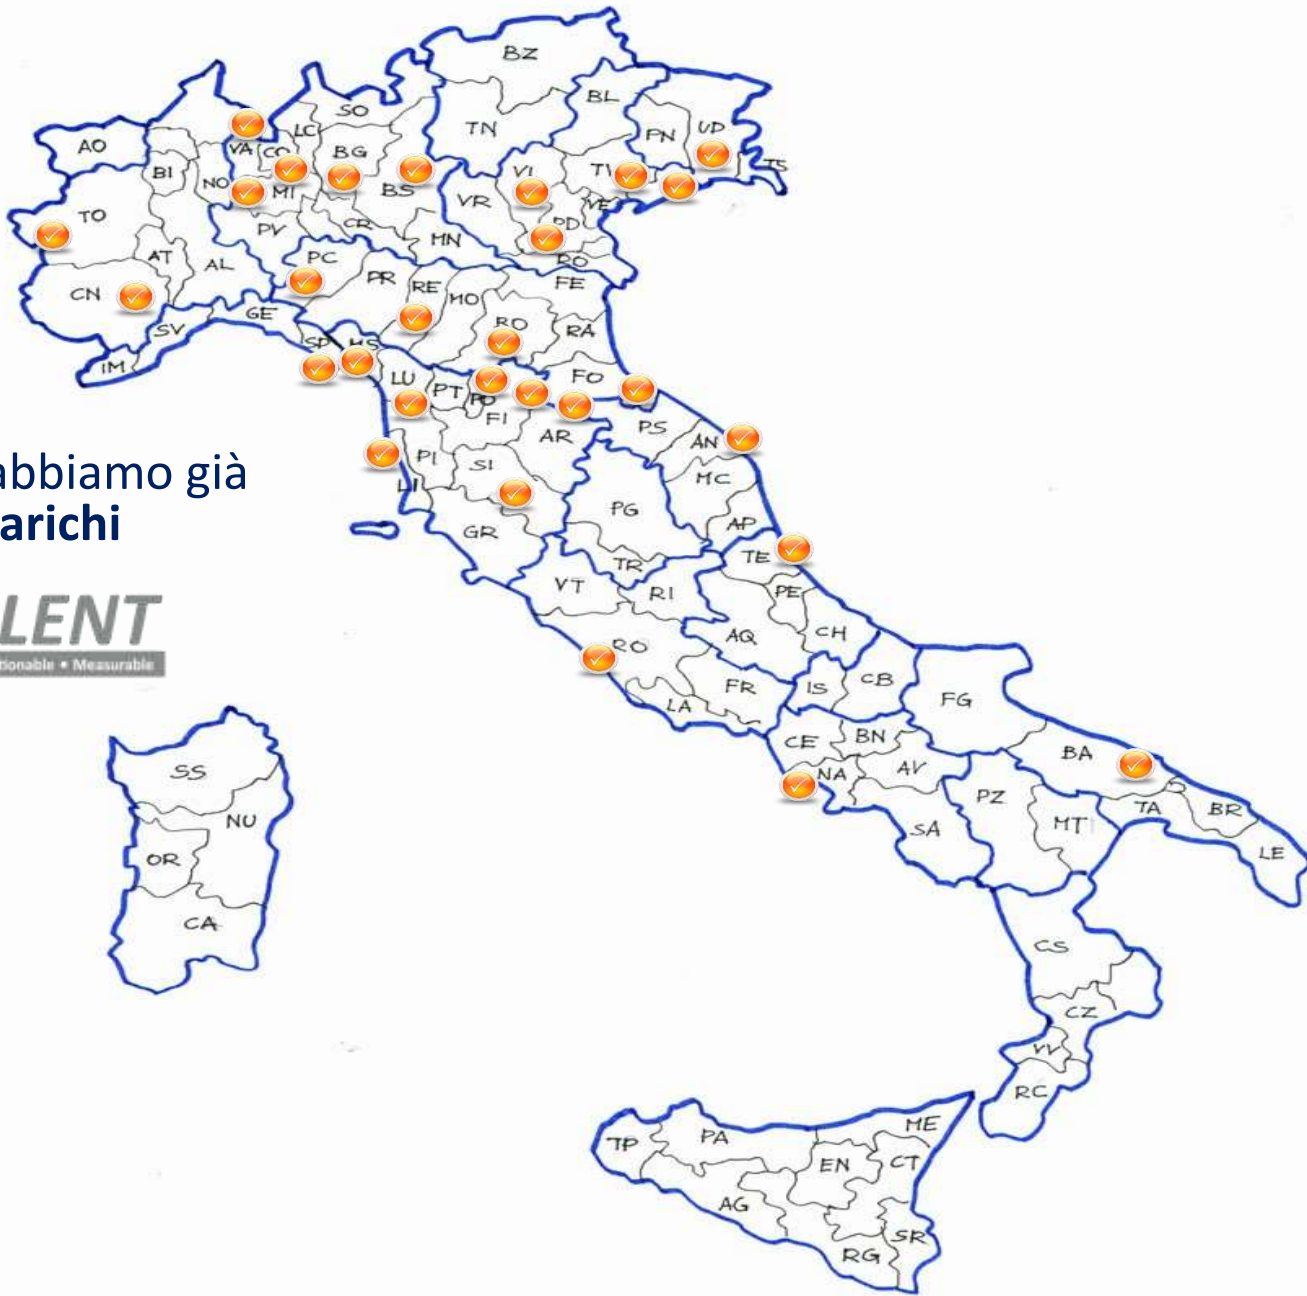 BZ
BL
SO
TN
PN
UD
AO
VA
CO
LC
BG
TS
BI
NO
MI
BS
VI
VR
VE
TO
PV
CR
PD
MN
AT
AL
PC
RO
CN
PR
RE
MO
FE
GE
SV
BO
RA
SP
MS
IM
LU
PT
FO
FI
AR
PS
AN
abbiamo già
PI
SI
MC
LI
arichi
GR
PG
AP
LENT
TE
TR
VT
RI
PE
tionable • Measurable
RO
AQ
CH
FR
IS
CB
LA
FG
CE
BN
BA
SS
NA
AV
PZ
NU
SA
MT
TA
BR
OR
LE
CA
CS
CZ
VV
RC
ME
TP
PA
EN
CT
AG
SR
RG